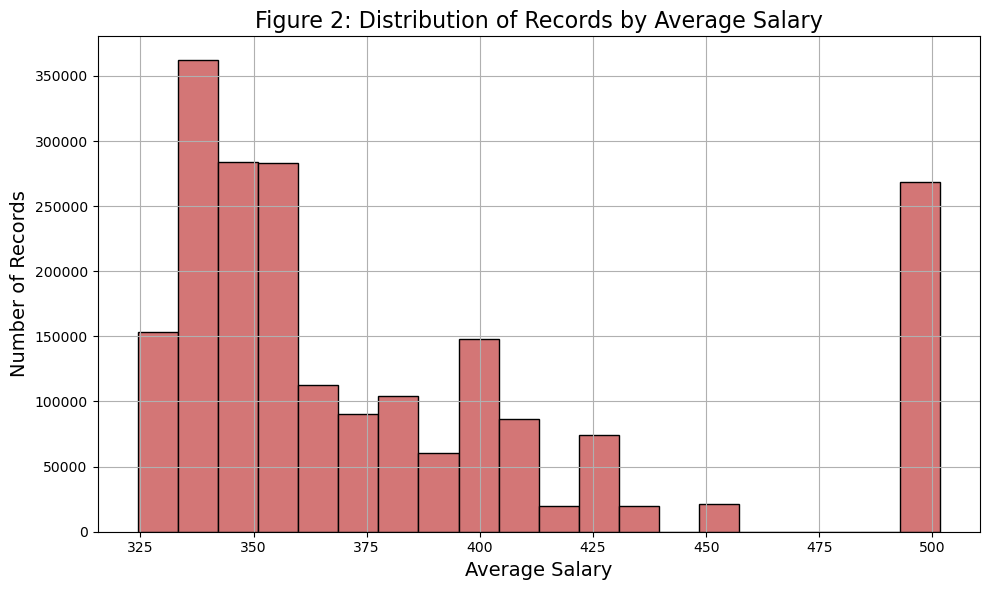 Figure 2: Distribution of Records by Average Salary
Number of Records
350000
300000
250000
200000
150000
100000
50000
0
325 350 375 400 425 450 475 500
Average Salary